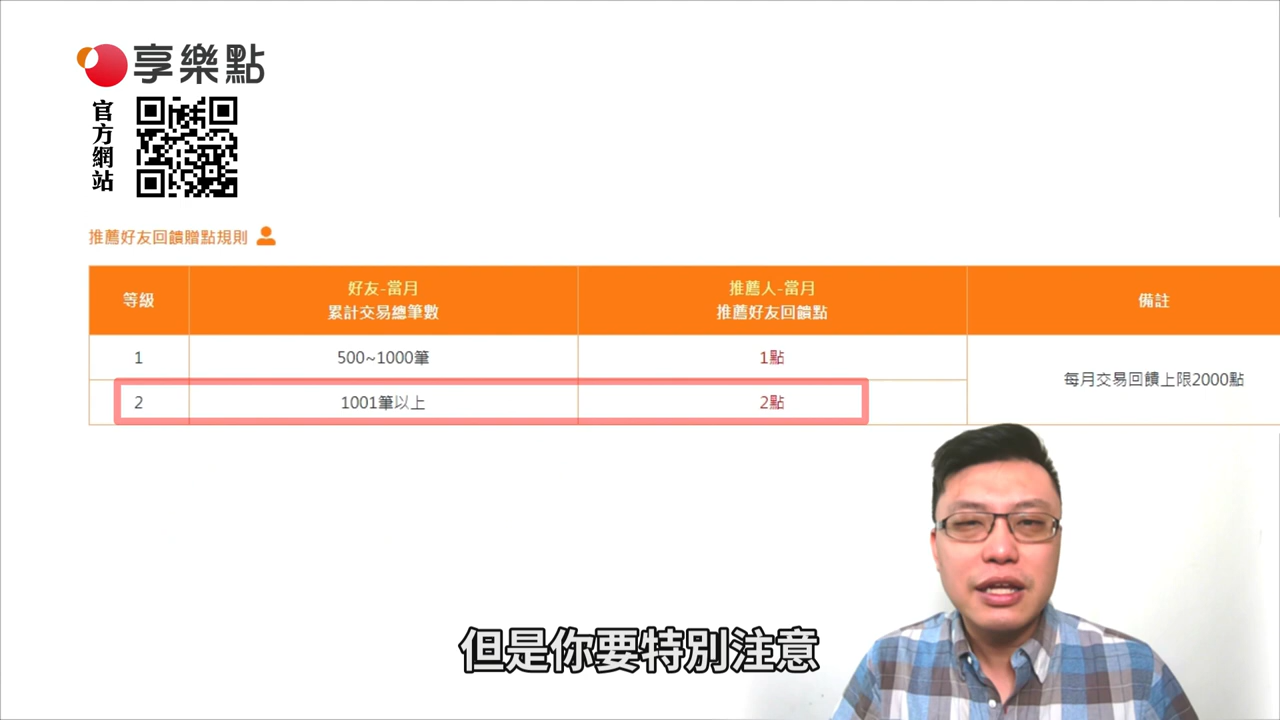 享樂點
官方網站
推薦好友回饋贈點規則
等級
好友-當月
累計交易總筆數
推薦人-當月
推薦好友回饋點
備註
1
500~1000筆
1點
每月交易回饋上限2000點
2
1001筆以上
2點
但是你要特別注意